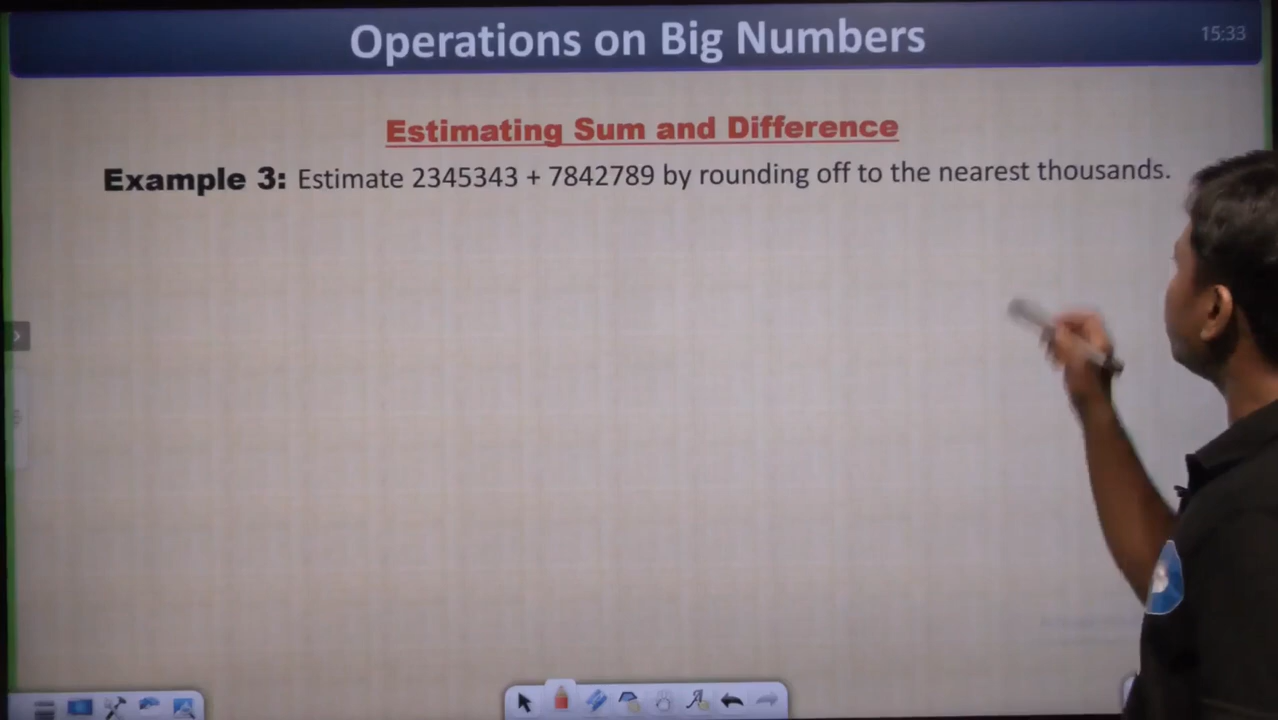 Operations on Big Numbers
15:33
Estimating Sum and Difference
Example 3: Estimate 2345343 + 7842789 by rounding off to the nearest thousands.